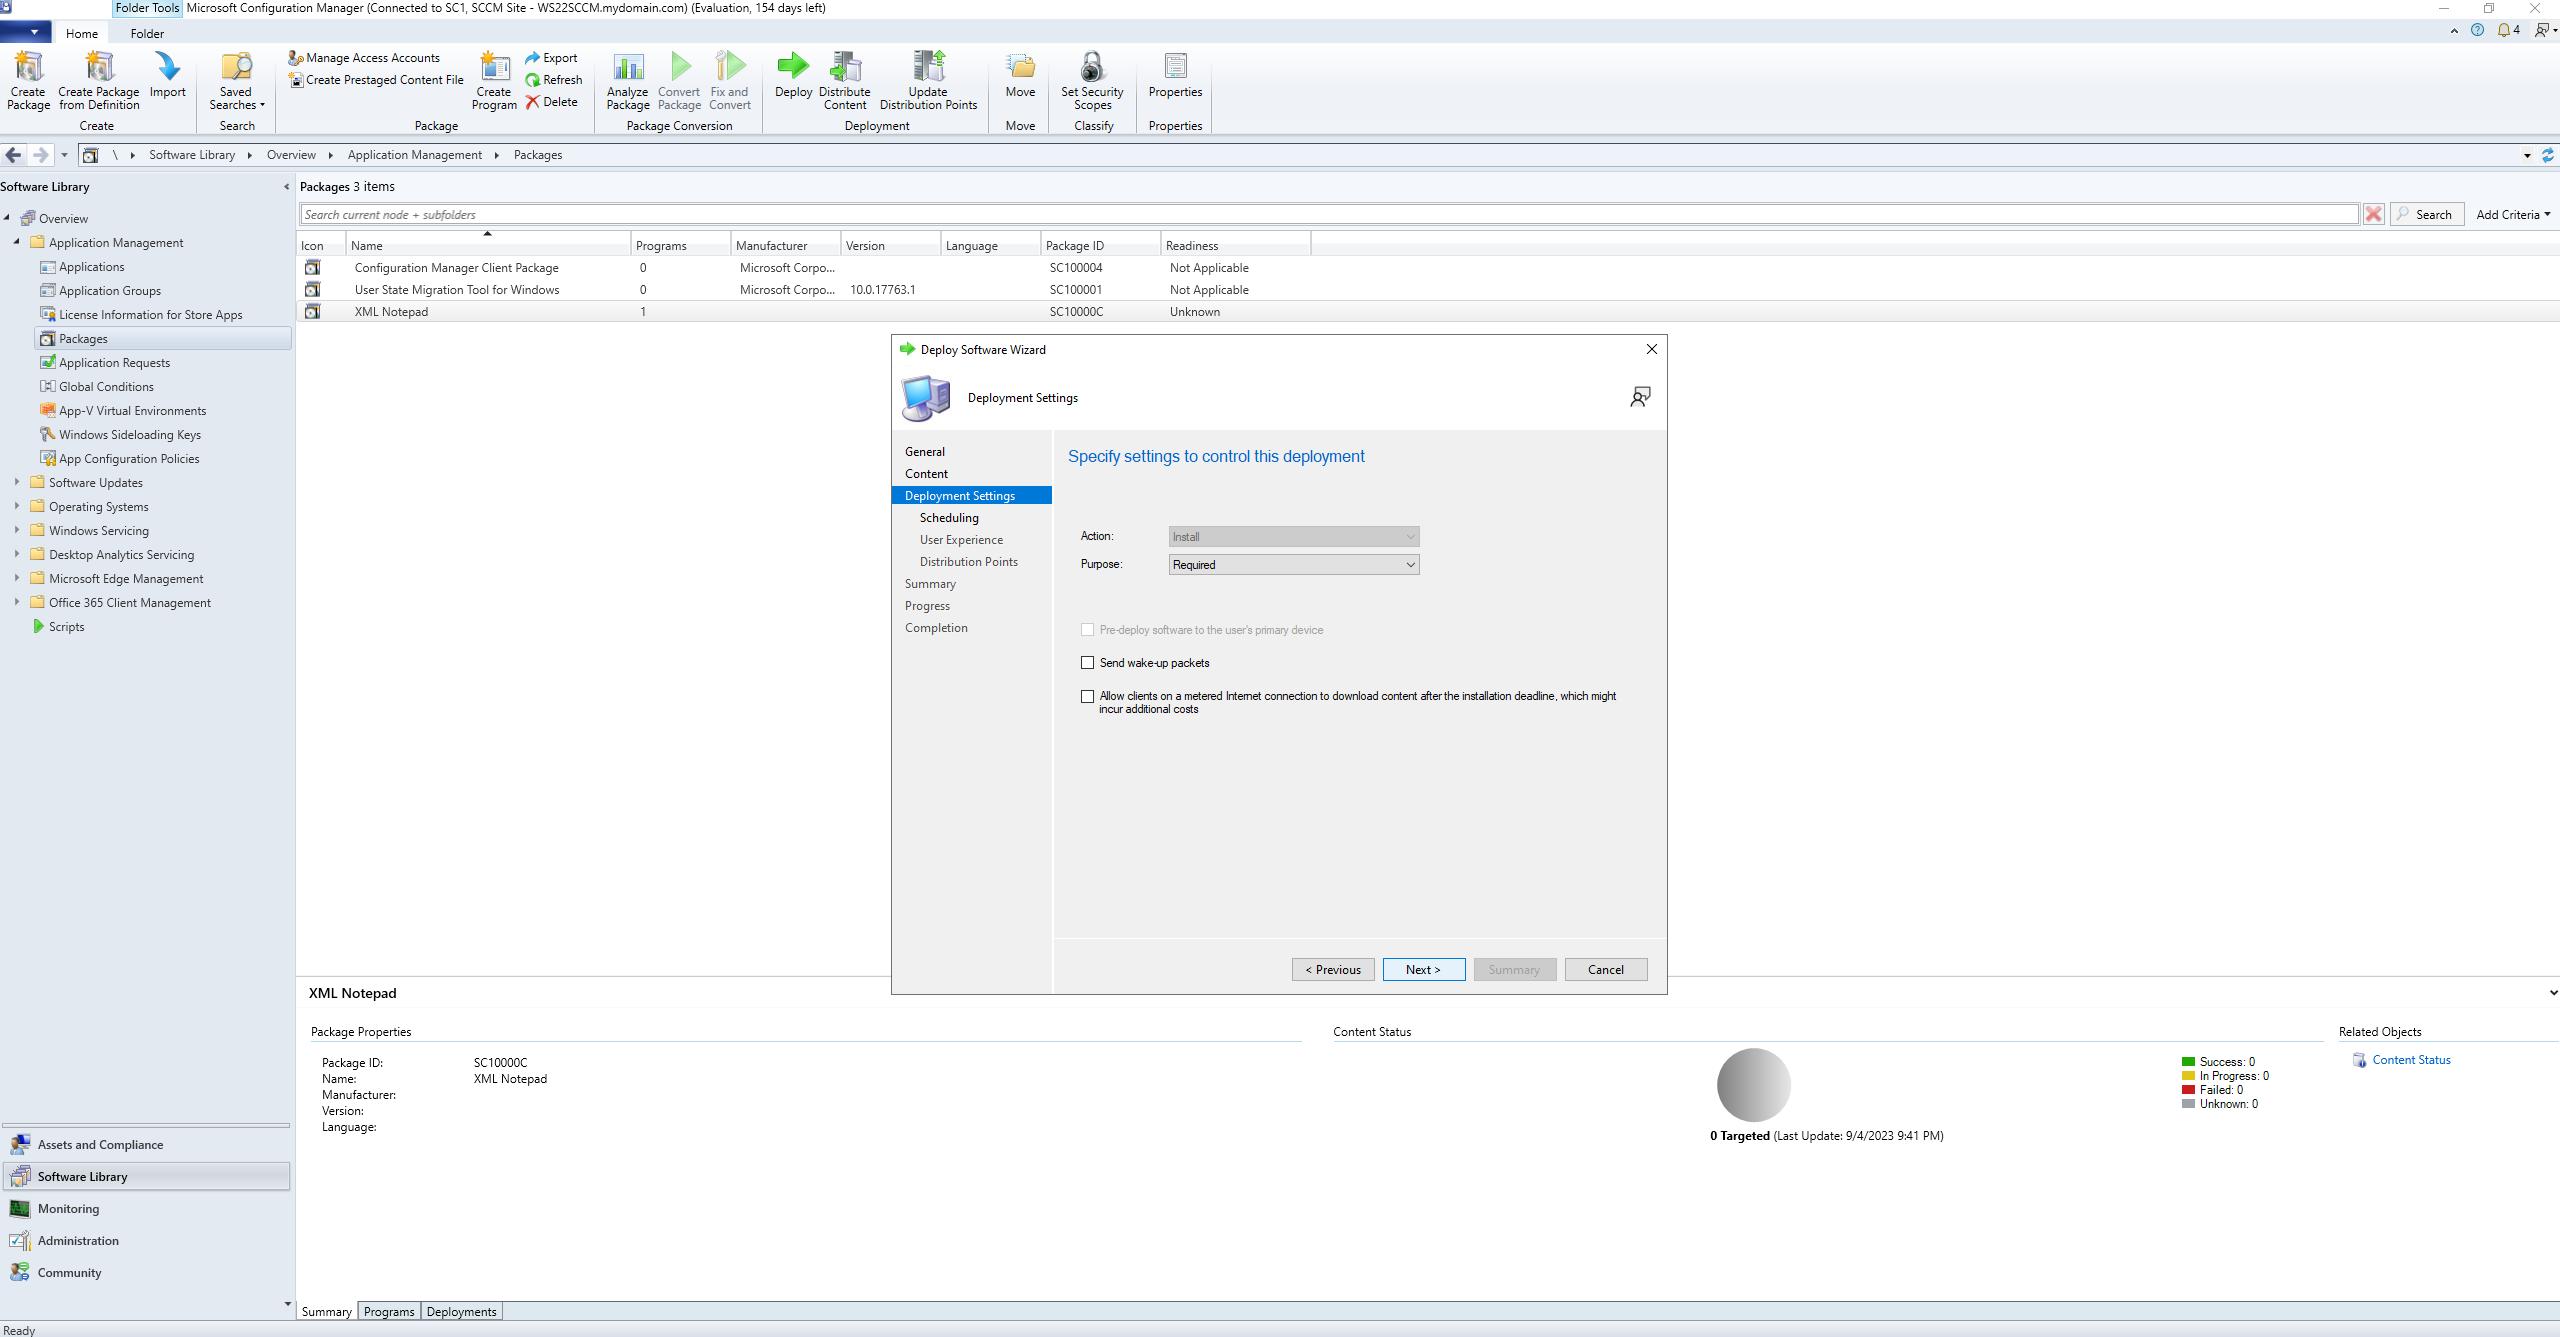 Folder Tools Microsoft Configuration Manager (Connected to SC1, SCCM Site - WS22SCCM.mydomain.com) (Evaluation, 154 days left)
Home Folder
4
Create Package
Create Package from Definition
Import
Create
Saved Searches
Search
Manage Access Accounts
Create Prestaged Content File
Create Program
Export
Refresh
Delete
Package
Analyze Package
Convert Package
Fix and Convert
Package Conversion
Deploy
Distribute Content
Update Distribution Points
Deployment
Move
Move
Set Security Scopes
Classify
Properties
Properties
\ Software Library Overview Application Management Packages
Software Library
Overview
Application Management
Applications
Application Groups
License Information for Store Apps
Packages
Application Requests
Global Conditions
App-V Virtual Environments
Windows Sideloading Keys
App Configuration Policies
Software Updates
Operating Systems
Windows Servicing
Desktop Analytics Servicing
Microsoft Edge Management
Office 365 Client Management
Scripts
Assets and Compliance
Software Library
Monitoring
Administration
Community
Packages 3 items
Search current node + subfolders
Search
Add Criteria
Icon Name Programs Manufacturer Version Language Package ID Readiness
Configuration Manager Client Package 0 Microsoft Corpo... SC100004 Not Applicable
User State Migration Tool for Windows 0 Microsoft Corpo... 10.0.17763.1 SC100001 Not Applicable
XML Notepad 1 SC10000C Unknown
Deploy Software Wizard
Deployment Settings
General
Content
Deployment Settings
Scheduling
User Experience
Distribution Points
Summary
Progress
Completion
Specify settings to control this deployment
Action: Install
Purpose: Required
Pre-deploy software to the user's primary device
Send wake-up packets
Allow clients on a metered Internet connection to download content after the installation deadline, which might
incur additional costs
< Previous Next > Summary Cancel
XML Notepad
Package Properties
Package ID: SC10000C
Name: XML Notepad
Manufacturer:
Version:
Language:
Content Status
Success: 0
In Progress: 0
Failed: 0
Unknown: 0
0 Targeted (Last Update: 9/4/2023 9:41 PM)
Related Objects
Content Status
Summary Programs Deployments
Ready